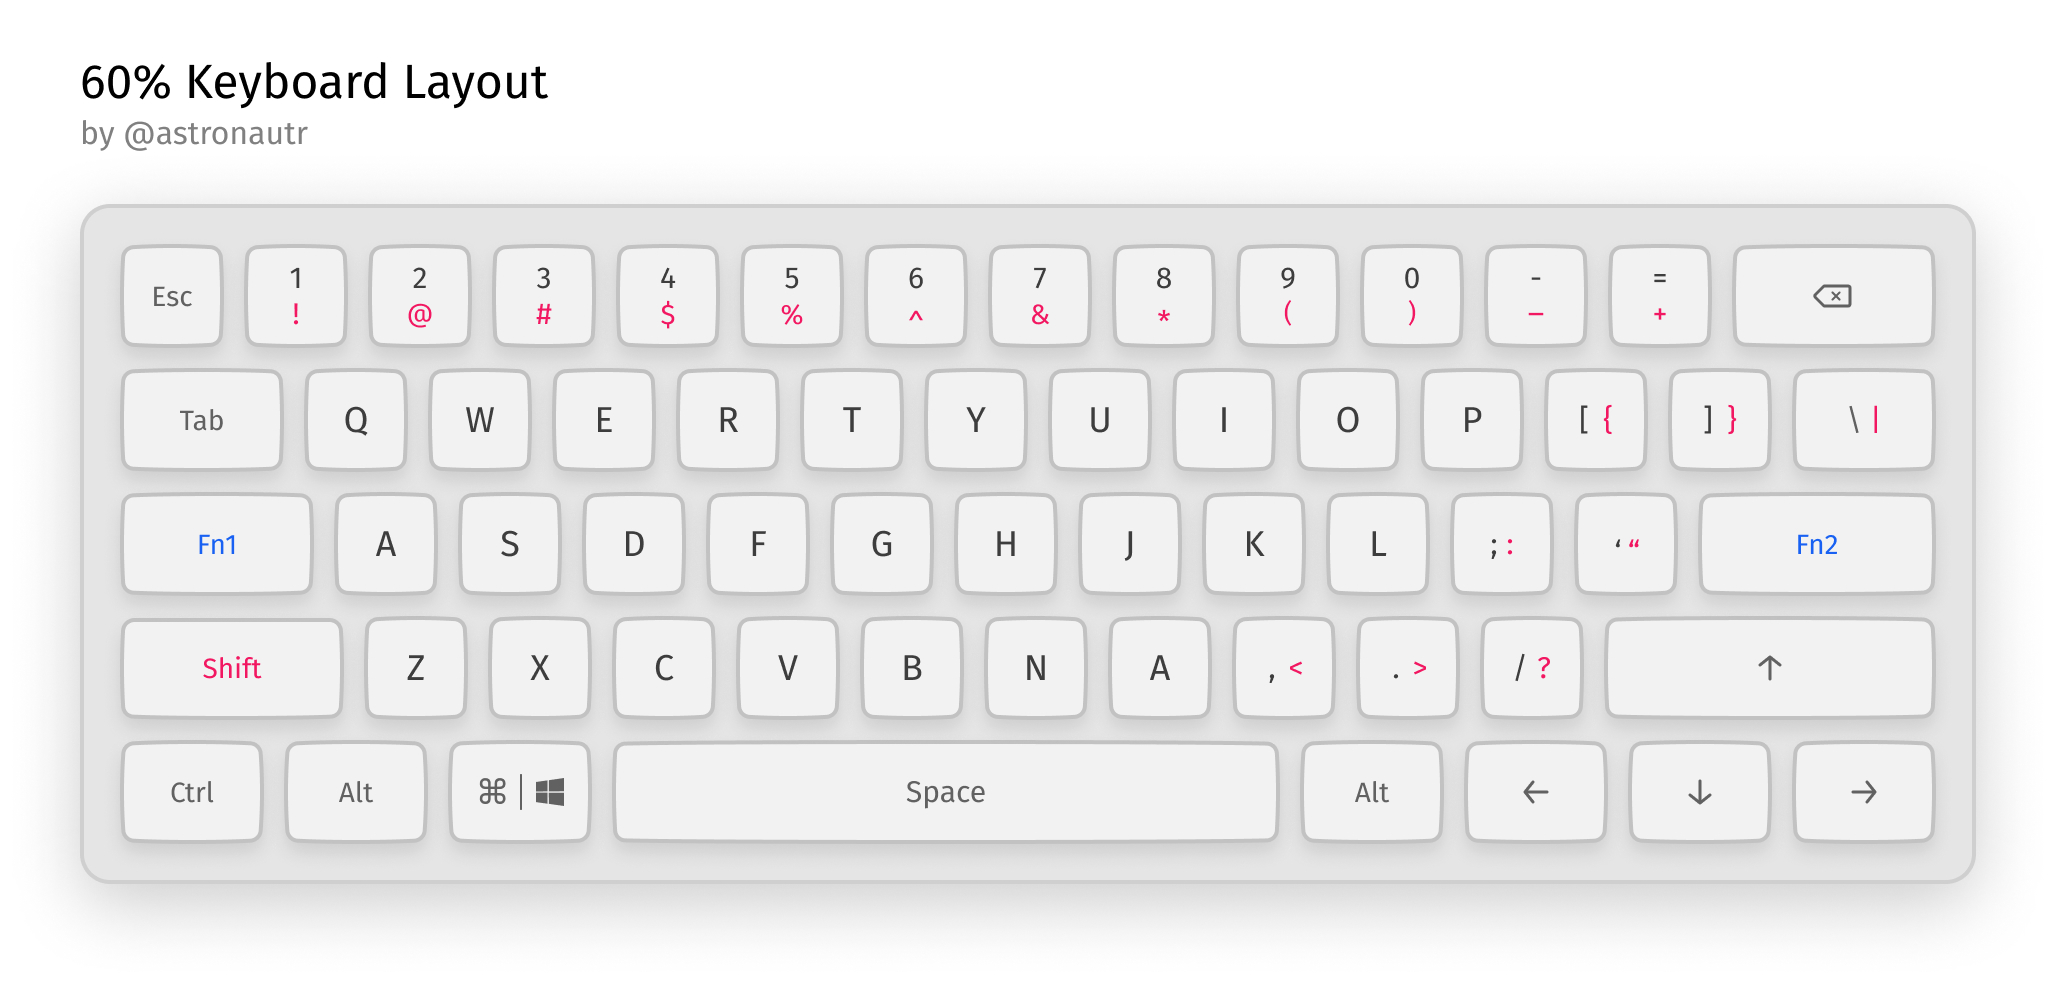 60% Keyboard Layout
by @astronautr
Esc 1 2 3 4 5 6 7 8 9 0 - =
! @ # $ % ^ & * ( ) _ +
Tab Q W E R T Y U I O P [ { ] } \ |
Fn1 A S D F G H J K L ; : ‘ “ Fn2
Shift Z X C V B N A , < . > / ? ↑
Ctrl Alt ⌘ | Space Alt ← ↓ →